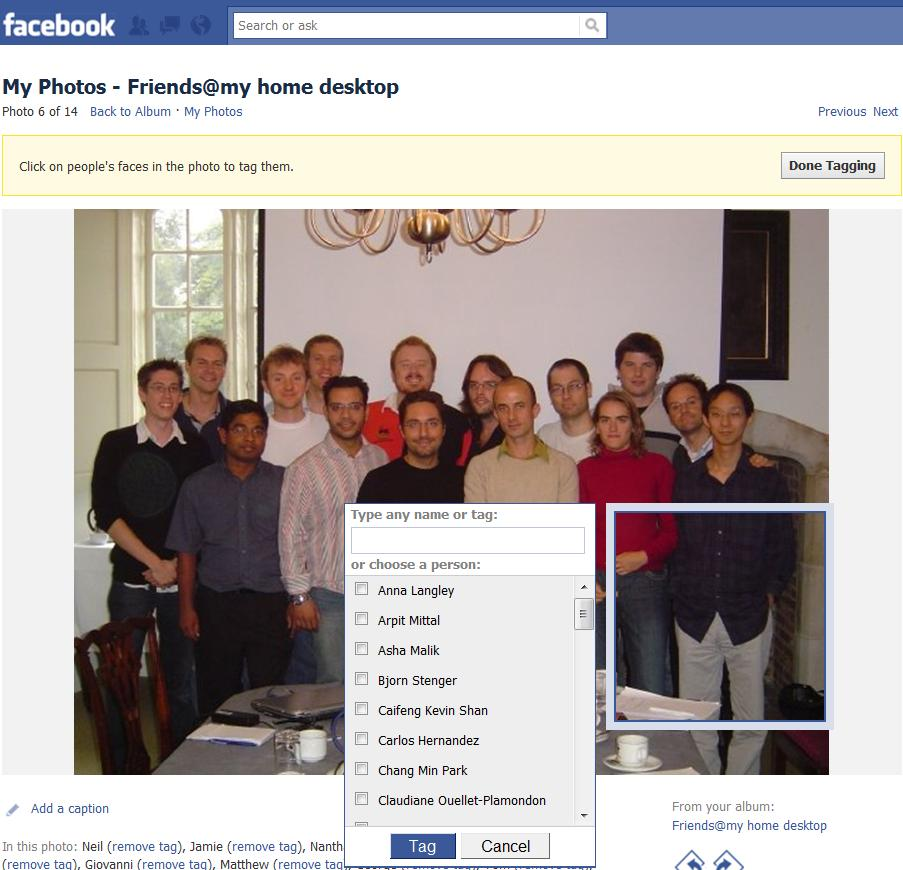 facebook
Search or ask
My Photos - Friends@my home desktop
Photo 6 of 14 Back to Album · My Photos Previous Next
Click on people's faces in the photo to tag them. Done Tagging
Type any name or tag:
or choose a person:
Anna Langley
Arpit Mittal
Asha Malik
Bjorn Stenger
Caifeng Kevin Shan
Carlos Hernandez
Chang Min Park
Claudiane Ouellet-Plamondon
Tag Cancel
Add a caption
From your album:
Friends@my home desktop
In this photo: Neil (remove tag), Jamie (remove tag), Nanth
(remove tag), Giovanni (remove tag), Matthew (remove tag),